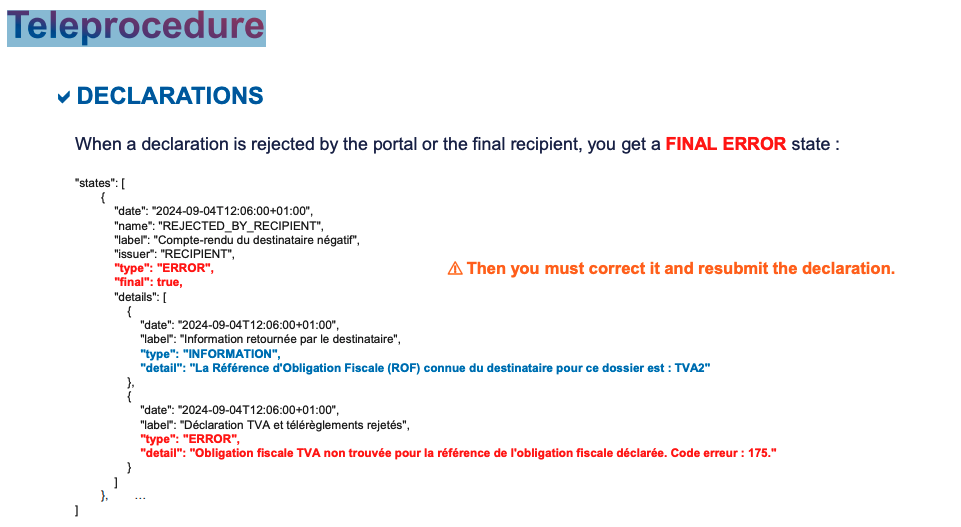 Teleprocedure
DECLARATIONS
When a declaration is rejected by the portal or the final recipient, you get a FINAL ERROR state :
"states": [
{
"date": "2024-09-04T12:06:00+01:00",
"name": "REJECTED_BY_RECIPIENT",
"label": "Compte-rendu du destinataire négatif",
"issuer": "RECIPIENT",
"type": "ERROR",
"final": true,
⚠ Then you must correct it and resubmit the declaration.
"details": [
{
"date": "2024-09-04T12:06:00+01:00",
"label": "Information retournée par le destinataire",
"type": "INFORMATION",
"detail": "La Référence d'Obligation Fiscale (ROF) connue du destinataire pour ce dossier est : TVA2"
},
{
"date": "2024-09-04T12:06:00+01:00",
"label": "Déclaration TVA et télérèglements rejetés",
"type": "ERROR",
"detail": "Obligation fiscale TVA non trouvée pour la référence de l'obligation fiscale déclarée. Code erreur : 175."
}
]
}, ...
]